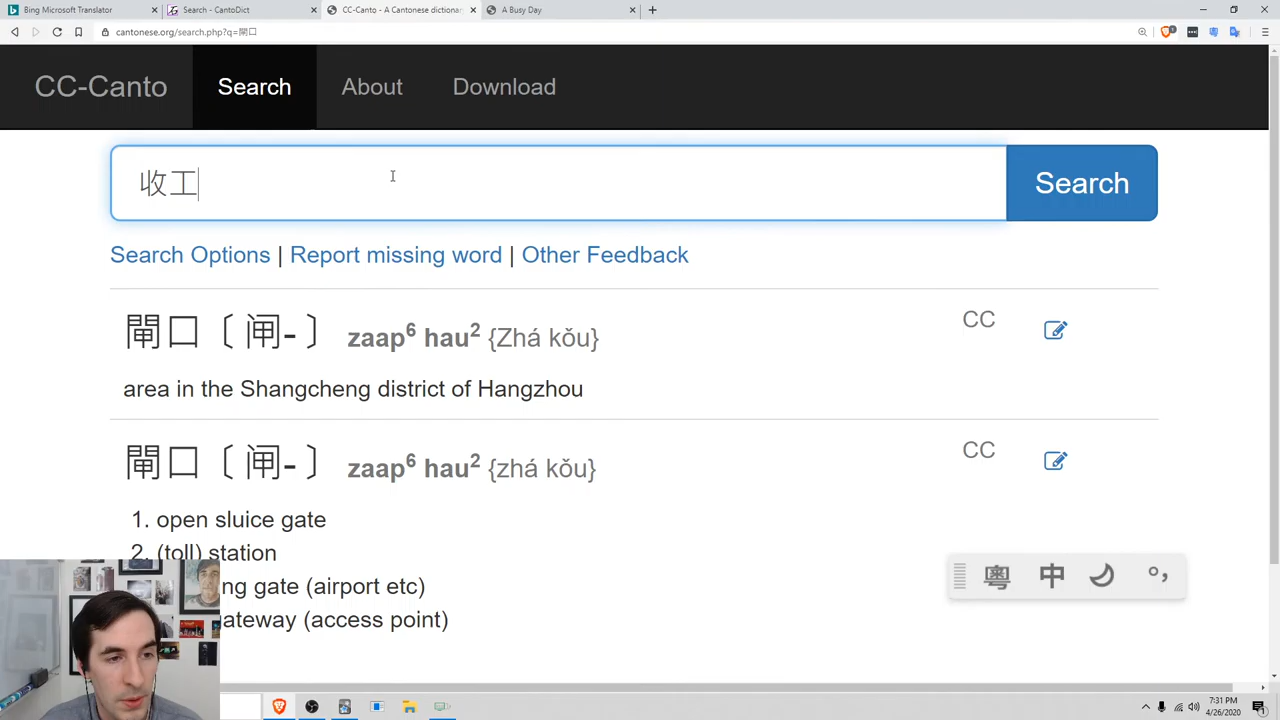 Bing Microsoft Translator
Search - CantoDict
CC-Canto - A Cantonese dictionar
A Busy Day
cantonese.org/search.php?q=閘口
CC-Canto
Search
About
Download
收工
Search
Search Options | Report missing word | Other Feedback
閘口〔闸-〕 zaap6 hau2 {Zhá kǒu}
CC
area in the Shangcheng district of Hangzhou
閘口〔闸-〕 zaap6 hau2 {zhá kǒu}
CC
1. open sluice gate
2. (toll) station
ng gate (airport etc)
ateway (access point)
粵 中
7:31 PM
4/26/2020